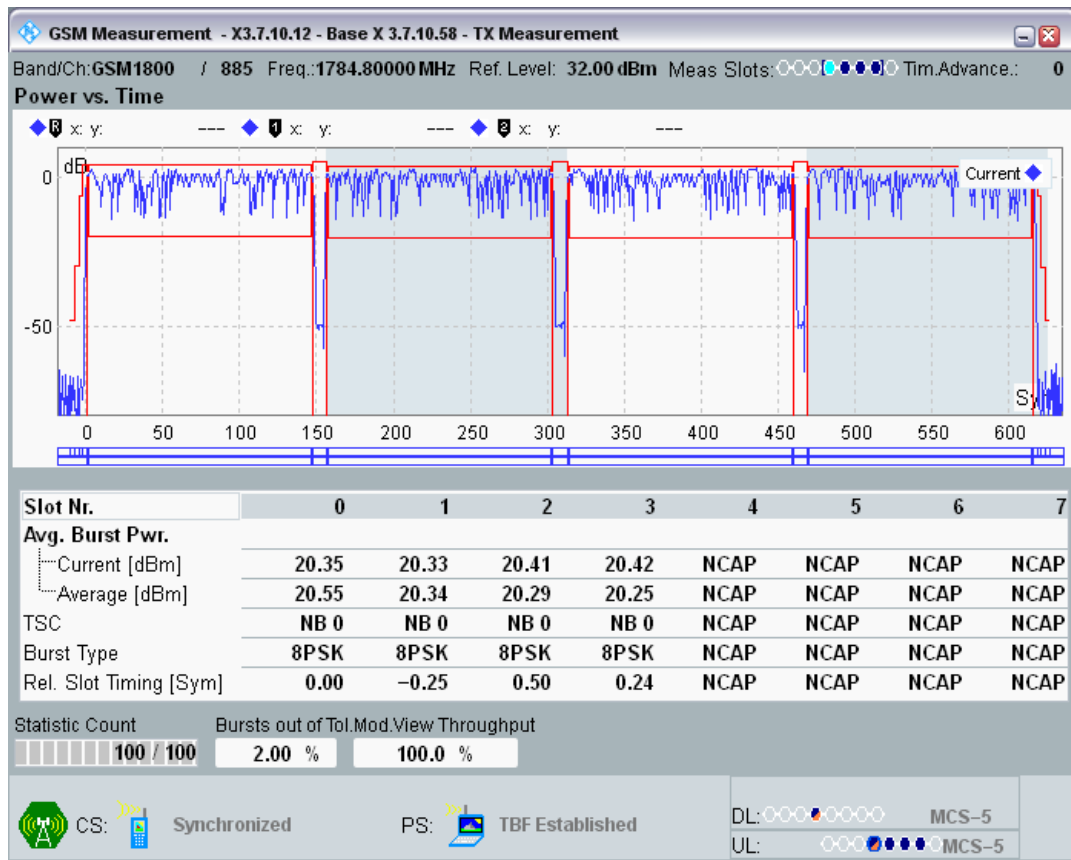 GSM Measurement - X3.7.10.12 - Base X 3.7.10.58 - TX Measurement
Band/Ch:GSM1800 / 885 Freq.:1784.80000 MHz Ref. Level: 32.00 dBm Meas Slots: Tim.Advance.: 0
Power vs. Time
R x: y: --- 1 x: y: --- 2 x: y: ---
dB
Current
0
-50
0 50 100 150 200 250 300 350 400 450 500 550 600
Slot Nr. 0 1 2 3 4 5 6 7
Avg. Burst Pwr.
Current [dBm] 20.35 20.33 20.41 20.42 NCAP NCAP NCAP NCAP
Average [dBm] 20.55 20.34 20.29 20.25 NCAP NCAP NCAP NCAP
TSC NB 0 NB 0 NB 0 NB 0 NCAP NCAP NCAP NCAP
Burst Type 8PSK 8PSK 8PSK 8PSK NCAP NCAP NCAP NCAP
Rel. Slot Timing [Sym] 0.00 −0.25 0.50 0.24 NCAP NCAP NCAP NCAP
Statistic Count Bursts out of Tol.Mod.View Throughput
100 / 100 2.00 % 100.0 %
CS: Synchronized PS: TBF Established
DL: MCS−5
UL: MCS−5